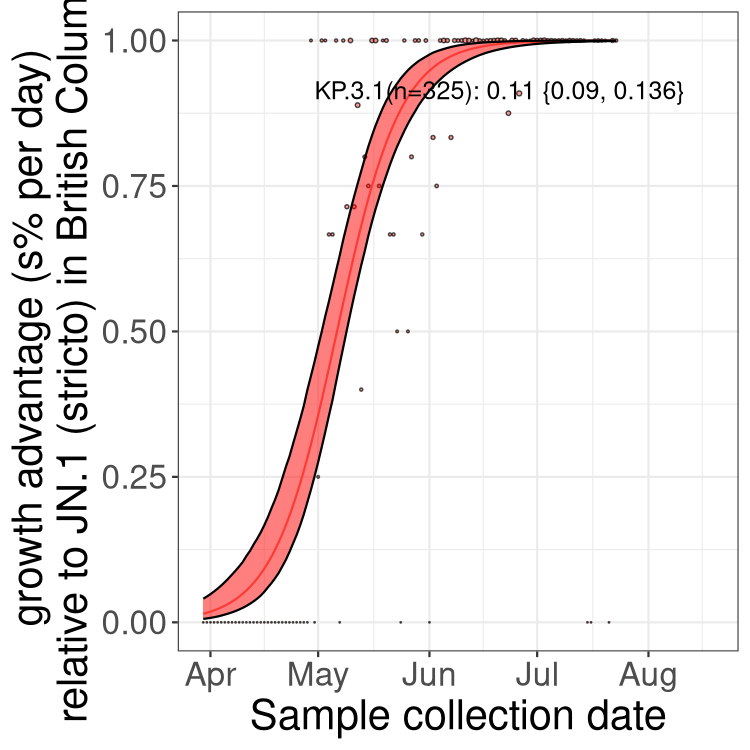 growth advantage (s% per day)
relative to JN.1 (stricto) in British Colum
1.00
0.75
0.50
0.25
0.00
KP.3.1(n=325): 0.11 {0.09, 0.136}
Apr May Jun Jul Aug
Sample collection date